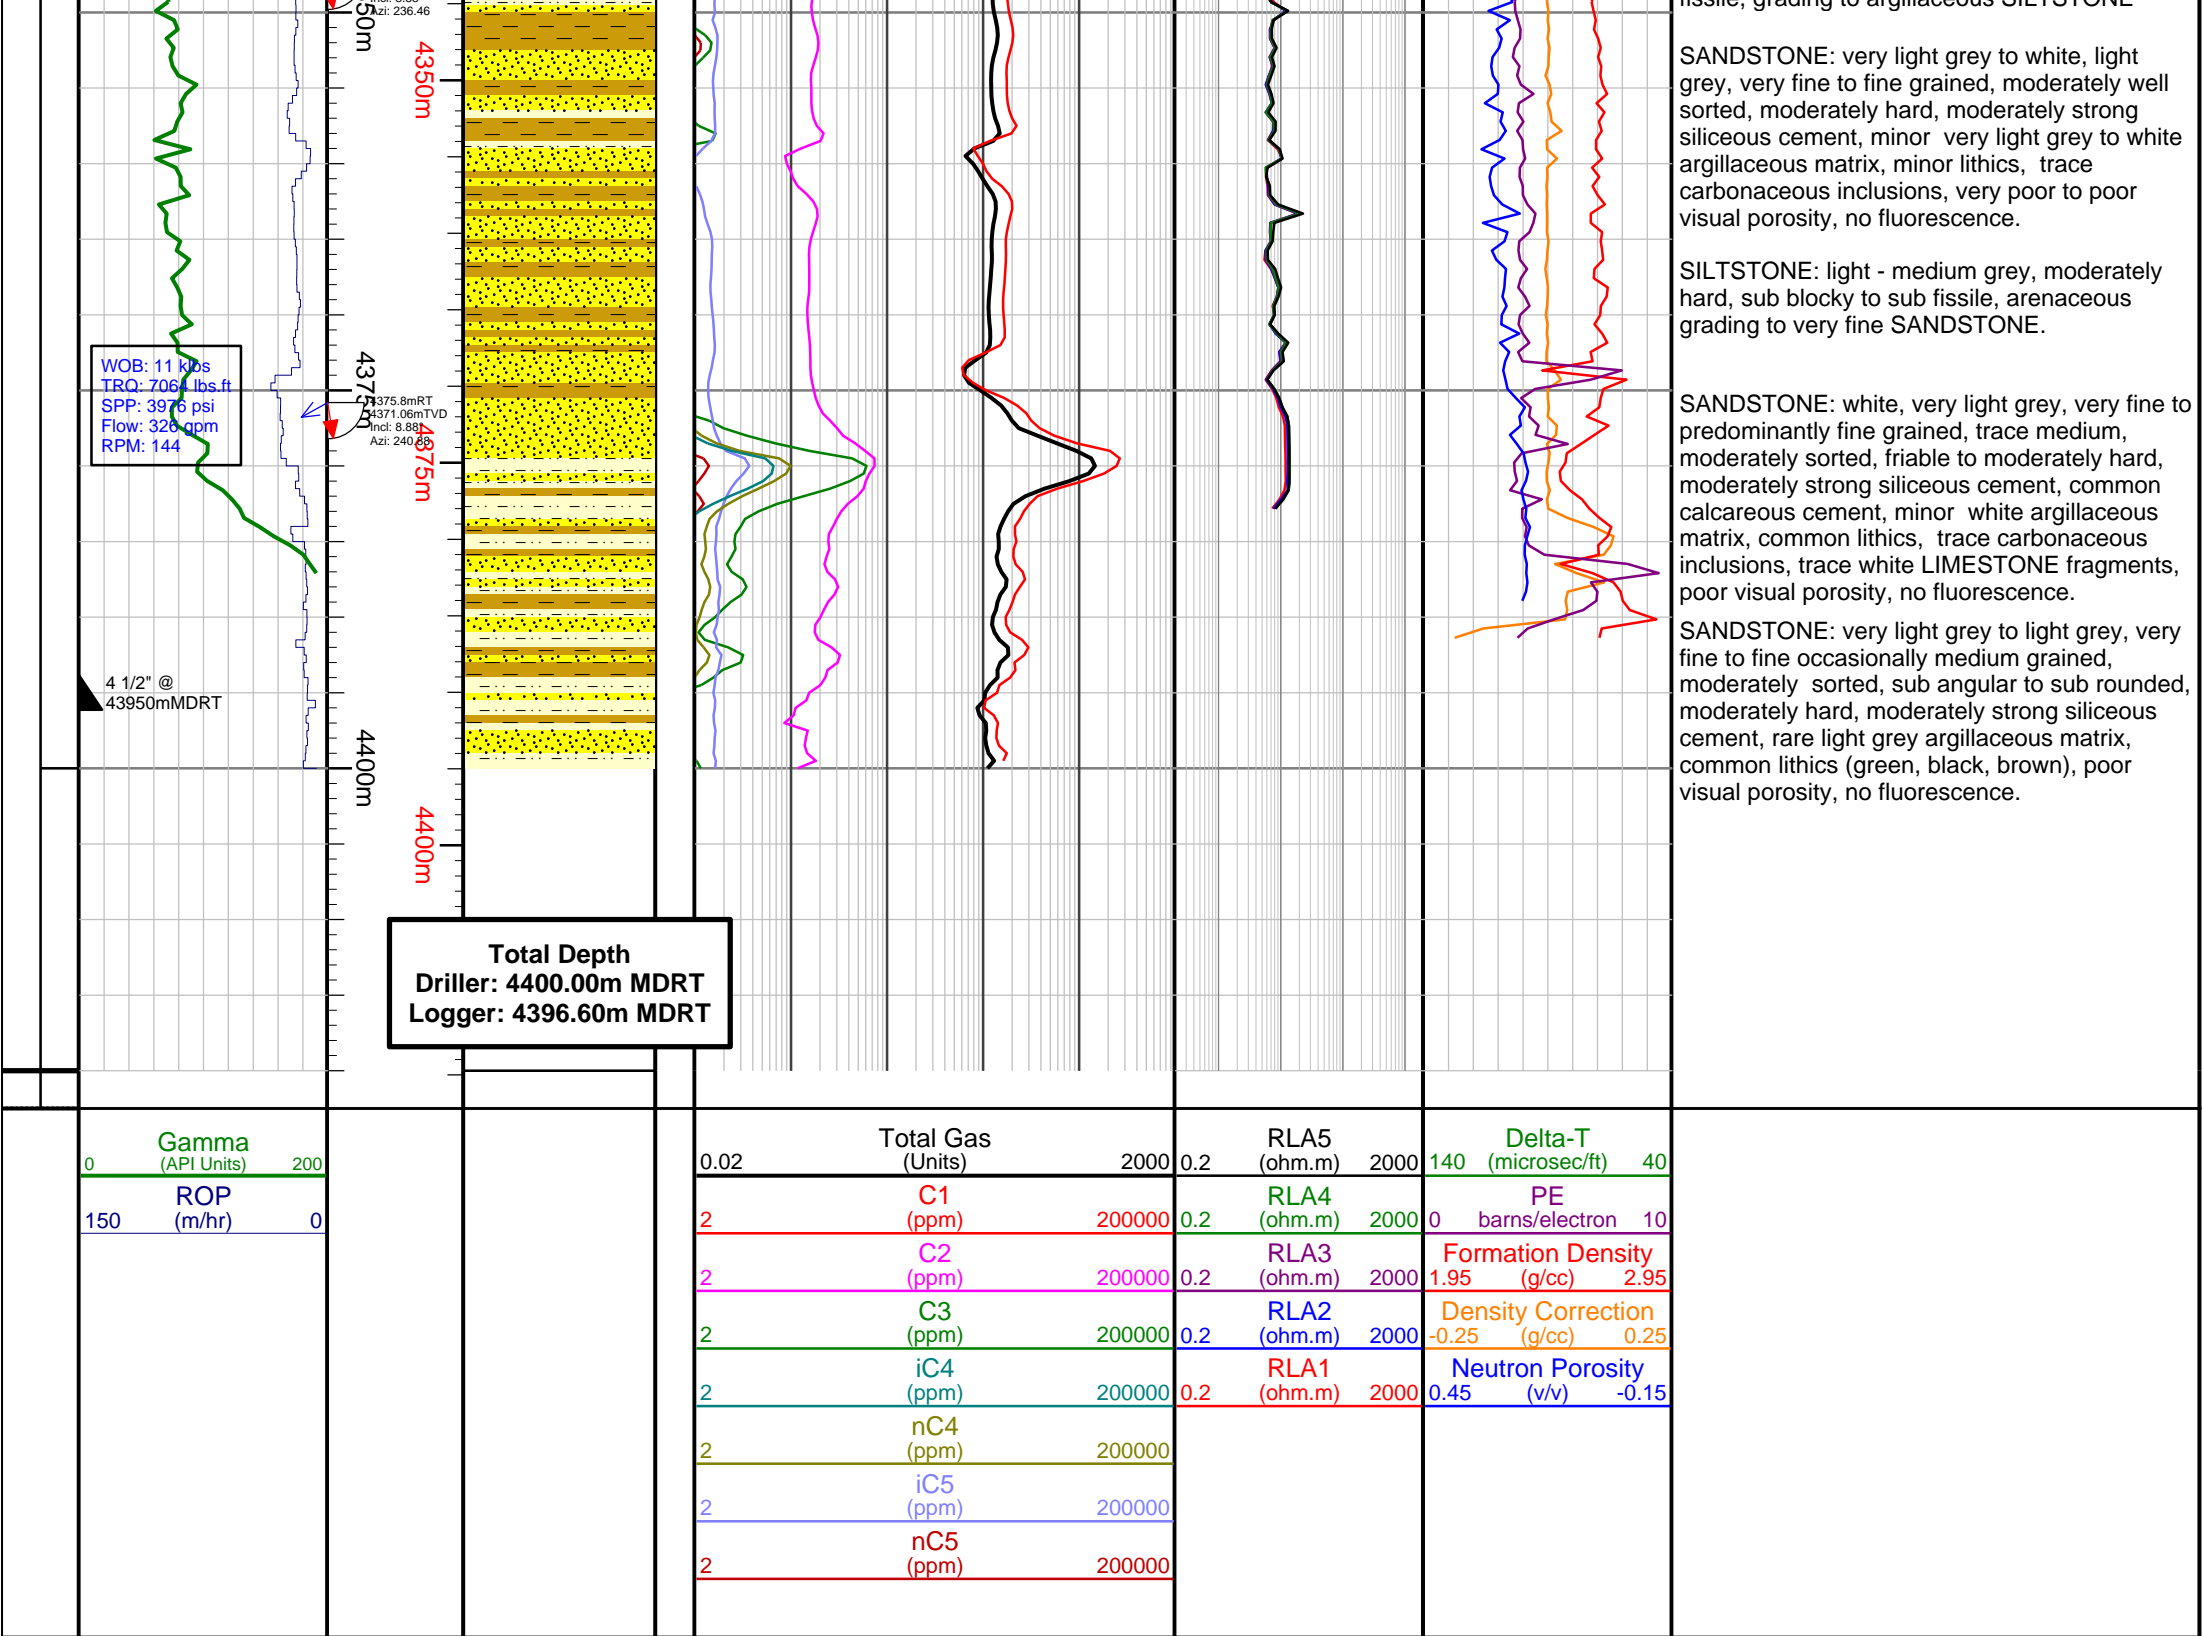 Azi: 236.46
4350m
4375m
4375.8mRT
4371.06mTVD
Incl: 8.88°
Azi: 240.88
4375m
4400m
4400m
WOB: 11 klbs
TRQ: 7064 lbs.ft
SPP: 3976 psi
Flow: 326 gpm
RPM: 144
4 1/2" @
43950mMDRT
Total Depth
Driller: 4400.00m MDRT
Logger: 4396.60m MDRT
fissile, grading to argillaceous SILTSTONE
SANDSTONE: very light grey to white, light
grey, very fine to fine grained, moderately well
sorted, moderately hard, moderately strong
siliceous cement, minor very light grey to white
argillaceous matrix, minor lithics, trace
carbonaceous inclusions, very poor to poor
visual porosity, no fluorescence.
SILTSTONE: light - medium grey, moderately
hard, sub blocky to sub fissile, arenaceous
grading to very fine SANDSTONE.
SANDSTONE: white, very light grey, very fine to
predominantly fine grained, trace medium,
moderately sorted, friable to moderately hard,
moderately strong siliceous cement, common
calcareous cement, minor white argillaceous
matrix, common lithics, trace carbonaceous
inclusions, trace white LIMESTONE fragments,
poor visual porosity, no fluorescence.
SANDSTONE: very light grey to light grey, very
fine to fine occasionally medium grained,
moderately sorted, sub angular to sub rounded,
moderately hard, moderately strong siliceous
cement, rare light grey argillaceous matrix,
common lithics (green, black, brown), poor
visual porosity, no fluorescence.
Gamma
0 (API Units) 200
ROP
150 (m/hr) 0
Total Gas
0.02 (Units) 2000
C1
2 (ppm) 200000
C2
2 (ppm) 200000
C3
2 (ppm) 200000
iC4
2 (ppm) 200000
nC4
2 (ppm) 200000
iC5
2 (ppm) 200000
nC5
2 (ppm) 200000
RLA5
0.2 (ohm.m) 2000
RLA4
0.2 (ohm.m) 2000
RLA3
0.2 (ohm.m) 2000
RLA2
0.2 (ohm.m) 2000
RLA1
0.2 (ohm.m) 2000
Delta-T
140 (microsec/ft) 40
PE
0 barns/electron 10
Formation Density
1.95 (g/cc) 2.95
Density Correction
-0.25 (g/cc) 0.25
Neutron Porosity
0.45 (v/v) -0.15